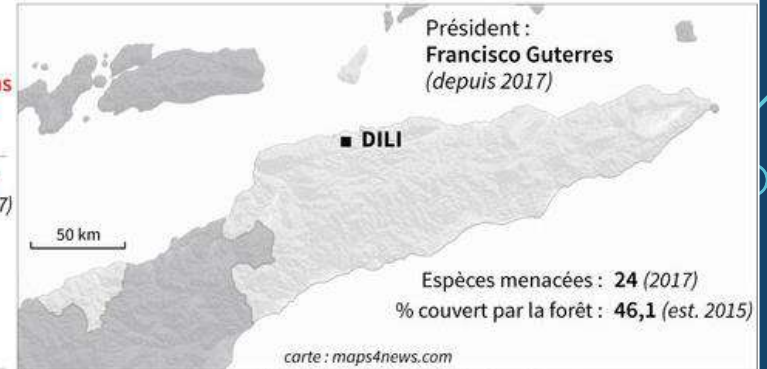 Président :
Francisco Guterres
(depuis 2017)
DILI
50 km
Espèces menacées : 24 (2017)
% couvert par la forêt : 46,1 (est. 2015)
carte : maps4news.com